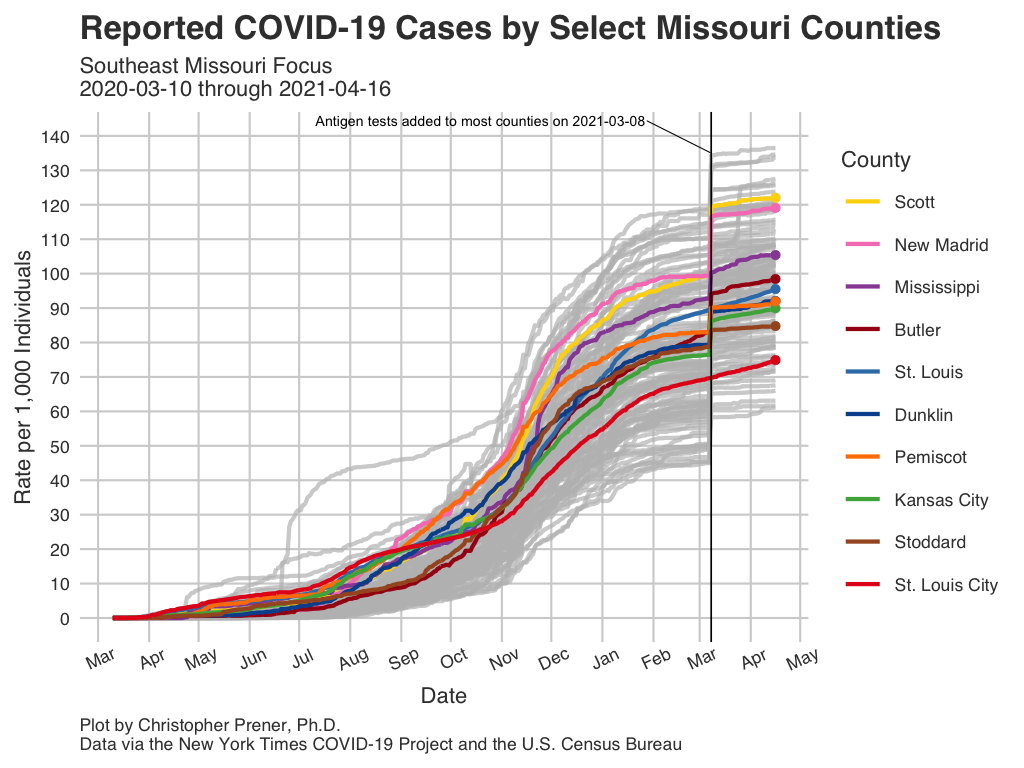 Reported COVID-19 Cases by Select Missouri Counties
Southeast Missouri Focus
2020-03-10 through 2021-04-16
Antigen tests added to most counties on 2021-03-08
Rate per 1,000 Individuals
140
130
120
110
100
90
80
70
60
50
40
30
20
10
0
Mar Apr May Jun Jul Aug Sep Oct Nov Dec Jan Feb Mar Apr May
Date
County
Scott
New Madrid
Mississippi
Butler
St. Louis
Dunklin
Pemiscot
Kansas City
Stoddard
St. Louis City
Plot by Christopher Prener, Ph.D.
Data via the New York Times COVID-19 Project and the U.S. Census Bureau